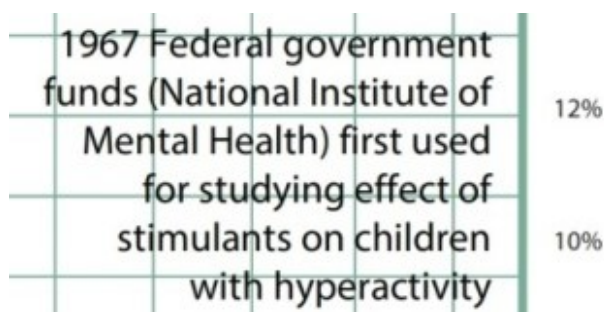 1967 Federal government
funds (National Institute of
Mental Health) first used
for studying effect of
stimulants on children
with hyperactivity
12%
10%